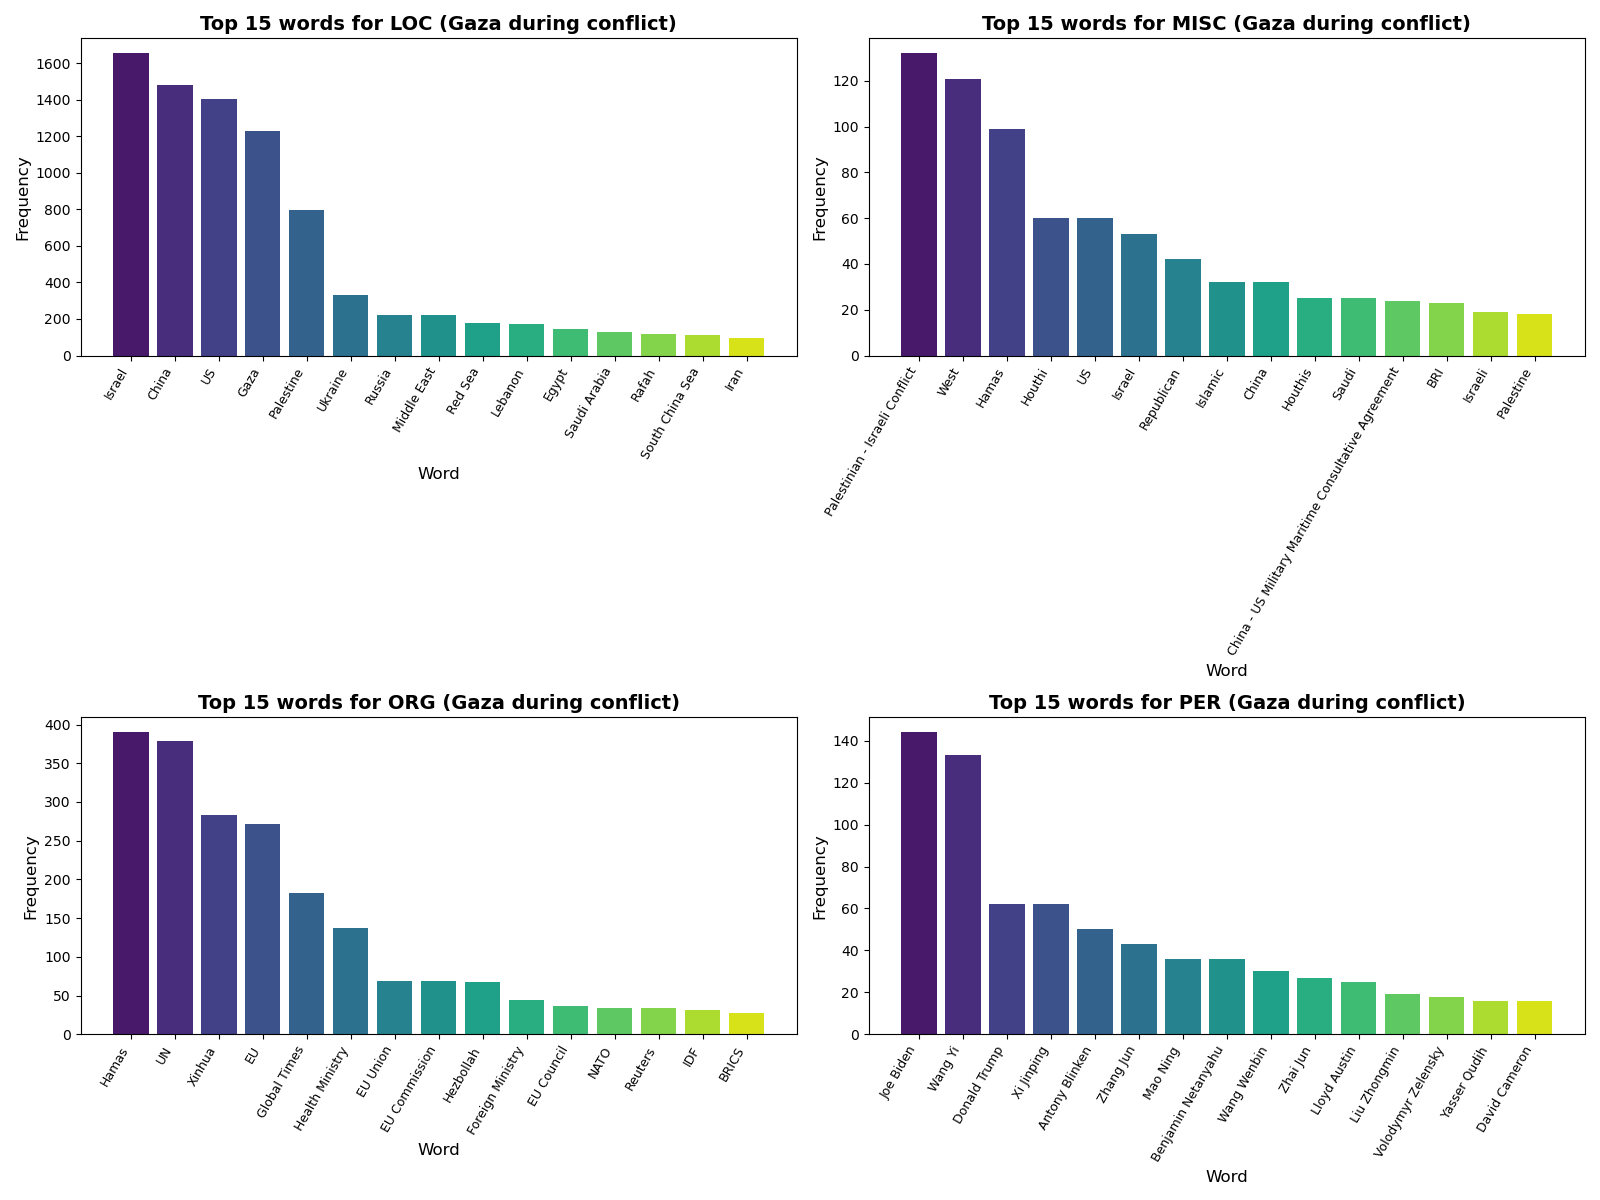 Top 15 words for LOC (Gaza during conflict)
Frequency
1600
1400
1200
1000
800
600
400
200
0
Israel
China
US
Gaza
Palestine
Ukraine
Russia
Middle East
Red Sea
Lebanon
Egypt
Saudi Arabia
Rafah
South China Sea
Iran
Word
Top 15 words for MISC (Gaza during conflict)
Frequency
120
100
80
60
40
20
0
Palestinian - Israeli Conflict
West
Hamas
Houthi
US
Israel
Republican
Islamic
China
Houthis
Saudi
China - US Military Maritime Consultative Agreement
BRI
Israeli
Palestine
Word
Top 15 words for ORG (Gaza during conflict)
Frequency
400
350
300
250
200
150
100
50
0
Hamas
UN
Xinhua
EU
Global Times
Health Ministry
EU Union
EU Commission
Hezbollah
Foreign Ministry
EU Council
NATO
Reuters
IDF
BRICS
Word
Top 15 words for PER (Gaza during conflict)
Frequency
140
120
100
80
60
40
20
0
Joe Biden
Wang Yi
Donald Trump
Xi Jinping
Antony Blinken
Zhang Jun
Mao Ning
Benjamin Netanyahu
Wang Wenbin
Zhai Jun
Lloyd Austin
Liu Zhongmin
Volodymyr Zelensky
Yasser Qudih
David Cameron
Word